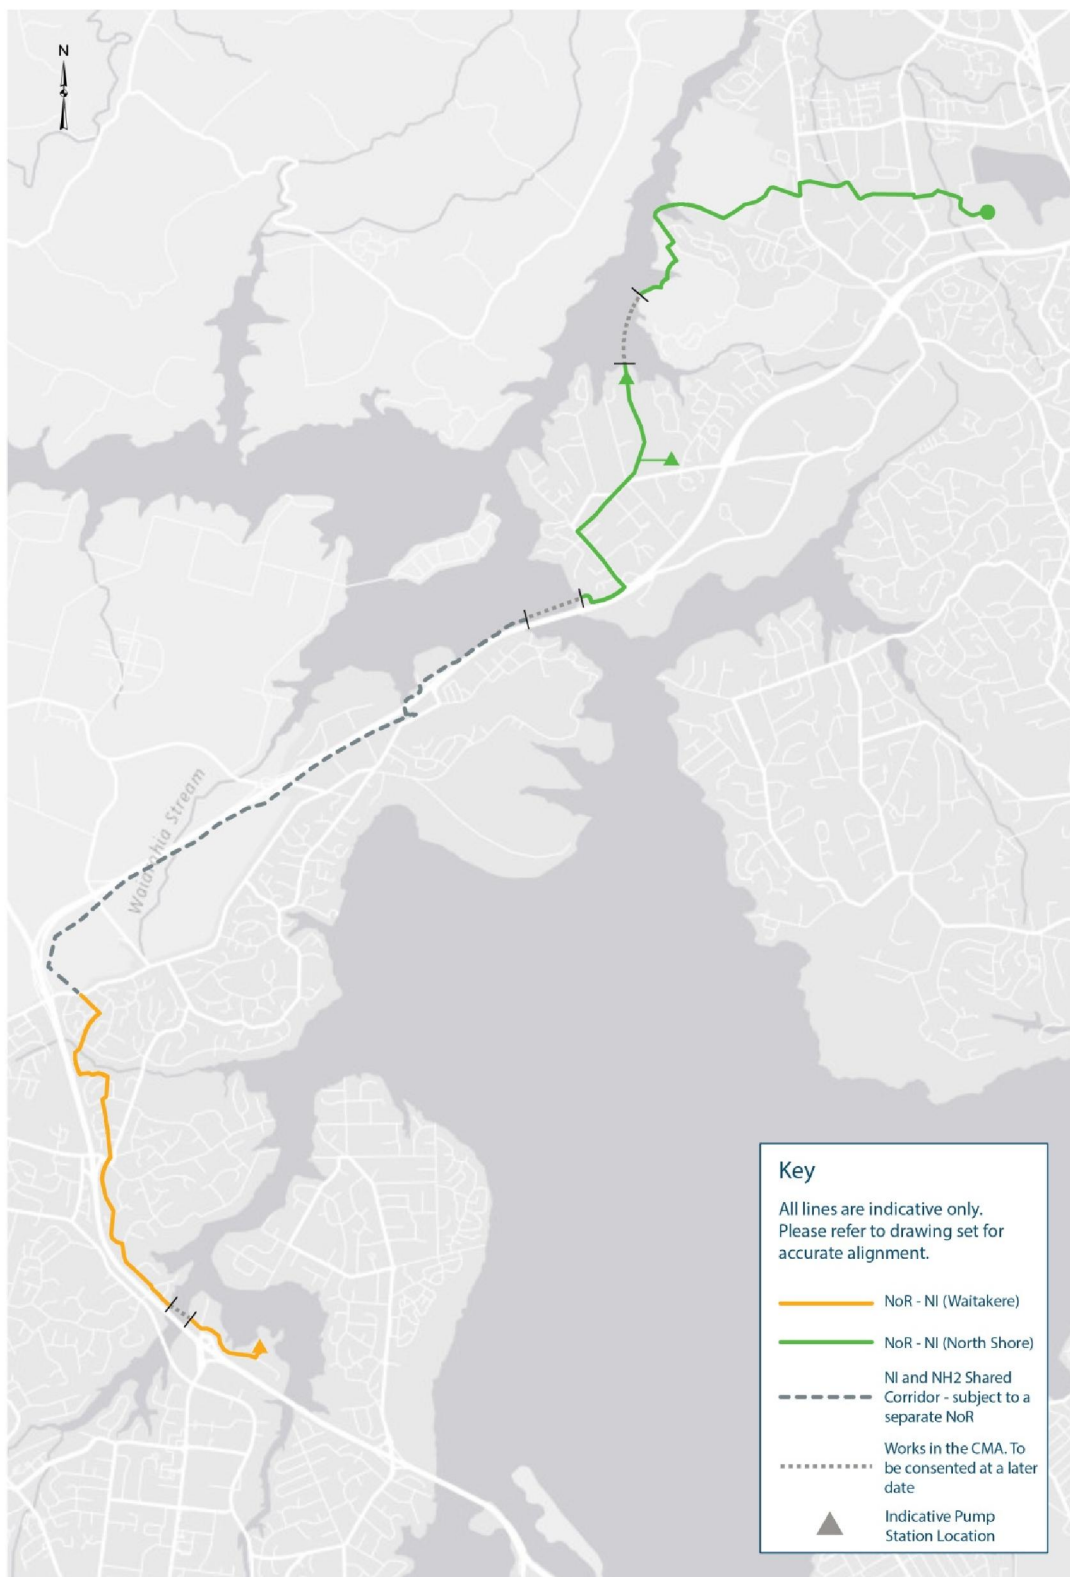 N
Waiarohia Stream
Key
All lines are indicative only.
Please refer to drawing set for
accurate alignment.
NoR - NI (Waitakere)
NoR - NI (North Shore)
NI and NH2 Shared
Corridor - subject to a
separate NoR
Works in the CMA. To
be consented at a later
date
Indicative Pump
Station Location